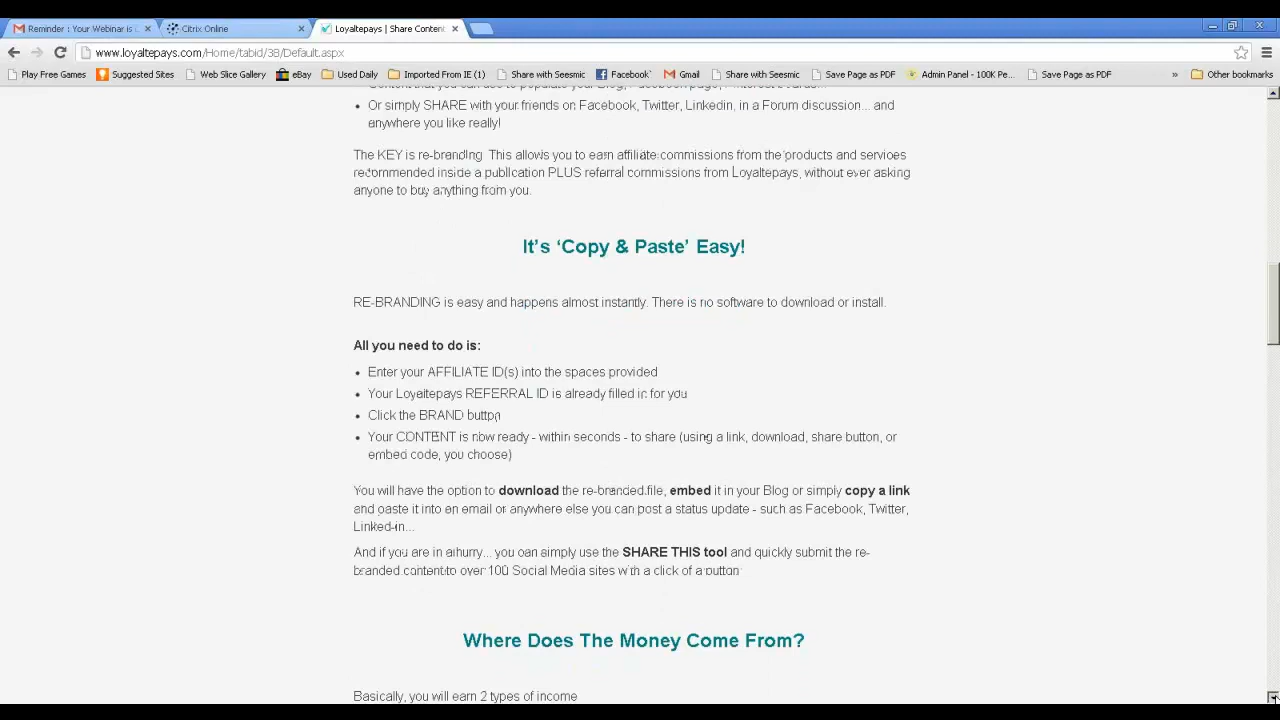 Reminder : Your Webinar is
Citrix Online
Loyaltepays | Share Content
www.loyaltepays.com/Home/tabid/38/Default.aspx
Play Free Games
Suggested Sites
Web Slice Gallery
eBay
Used Daily
Imported From IE (1)
Share with Seesmic
Facebook
Gmail
Share with Seesmic
Save Page as PDF
Admin Panel - 100K Pe...
Save Page as PDF
»
Other bookmarks
Content that you can use to populate your Blog, Facebook page, Pinterest boards...
• Or simply SHARE with your friends on Facebook, Twitter, Linkedin, in a Forum discussion... and
anywhere you like really!
The KEY is re-branding. This allows you to earn affiliate commissions from the products and services
recommended inside a publication PLUS referral commissions from Loyaltepays, without ever asking
anyone to buy anything from you.
It's 'Copy & Paste' Easy!
RE-BRANDING is easy and happens almost instantly. There is no software to download or install.
All you need to do is:
• Enter your AFFILIATE ID(s) into the spaces provided
• Your Loyaltepays REFERRAL ID is already filled in for you
• Click the BRAND button
• Your CONTENT is now ready - within seconds - to share (using a link, download, share button, or
embed code, you choose)
You will have the option to download the re-branded file, embed it in your Blog or simply copy a link
and paste it into an email or anywhere else you can post a status update - such as Facebook, Twitter,
Linked-in...
And if you are in a hurry... you can simply use the SHARE THIS tool and quickly submit the re-
branded content to over 100 Social Media sites with a click of a button
Where Does The Money Come From?
Basically, you will earn 2 types of income